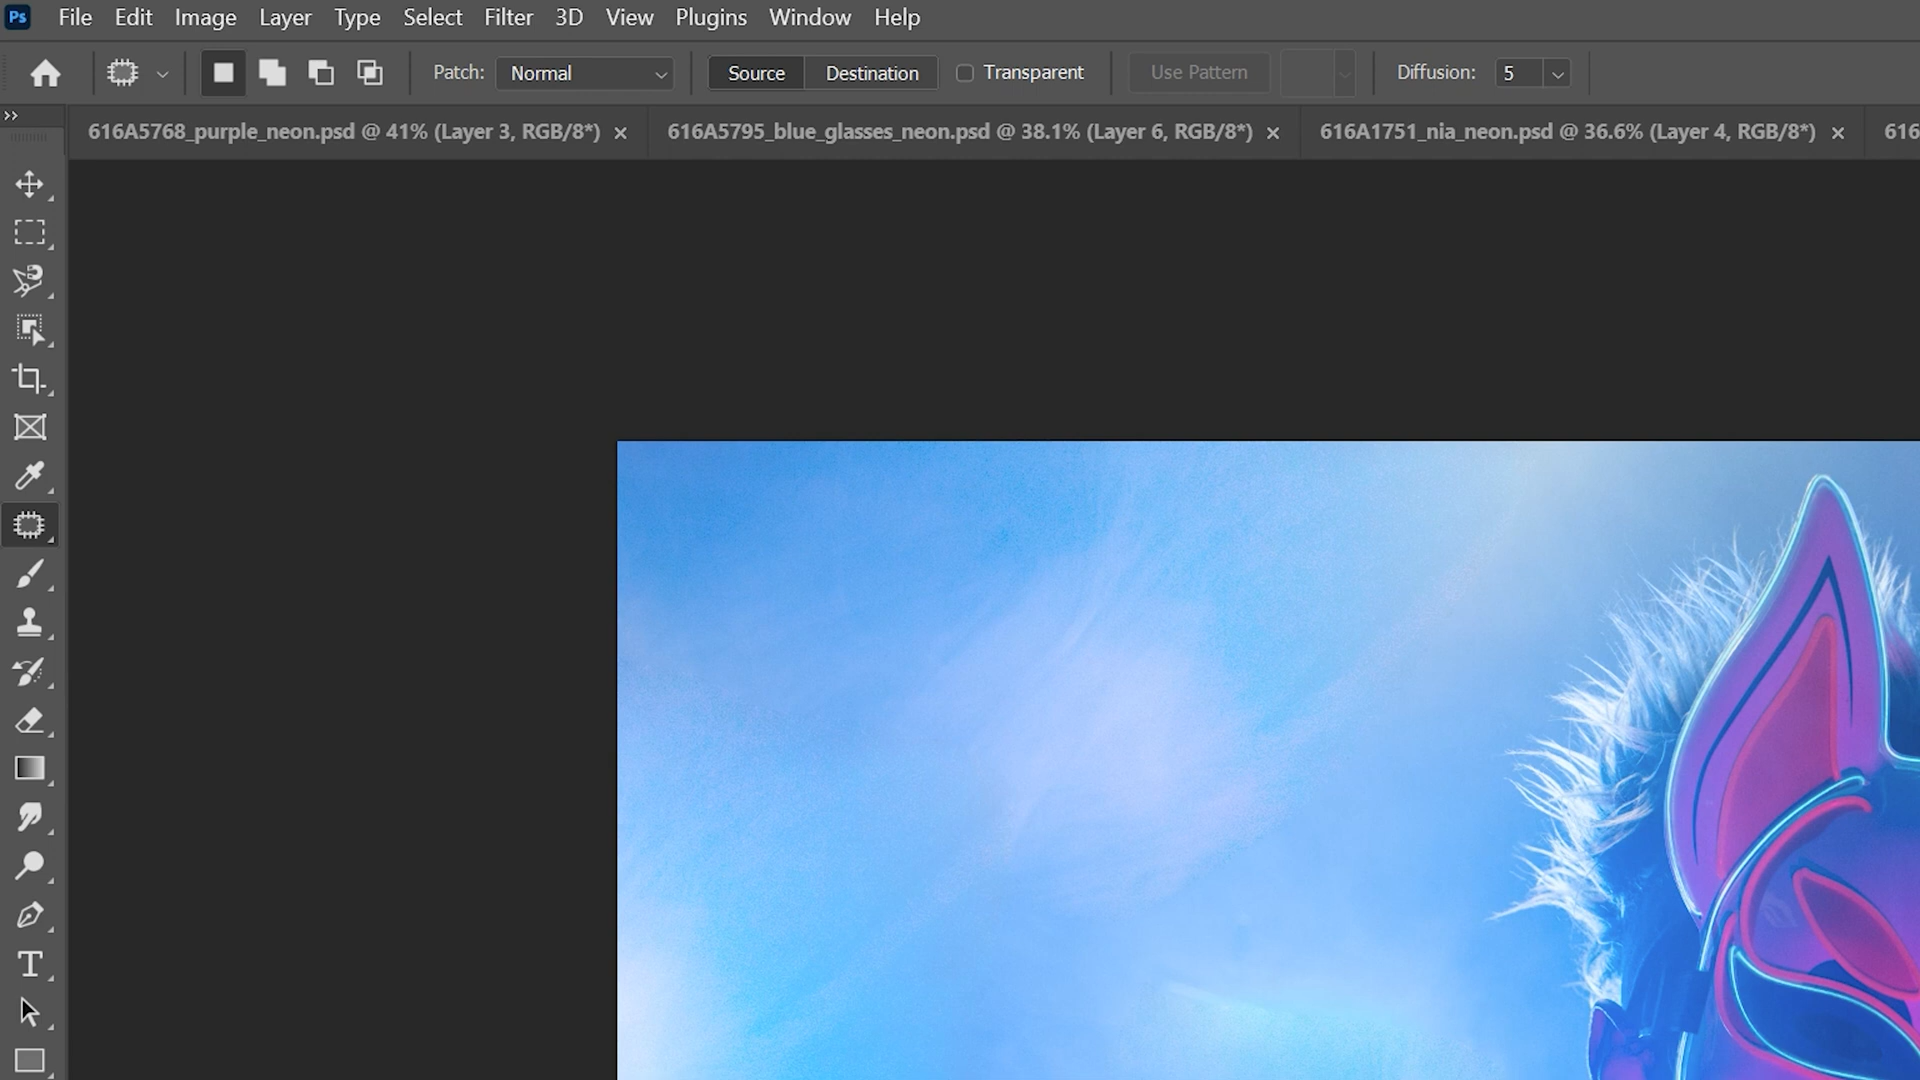 Ps File Edit Image Layer Type Select Filter 3D View Plugins Window Help
Patch: Normal Source Destination Transparent Use Pattern Diffusion: 5
616A5768_purple_neon.psd @ 41% (Layer 3, RGB/8*) × 616A5795_blue_glasses_neon.psd @ 38.1% (Layer 6, RGB/8*) × 616A1751_nia_neon.psd @ 36.6% (Layer 4, RGB/8*) × 616